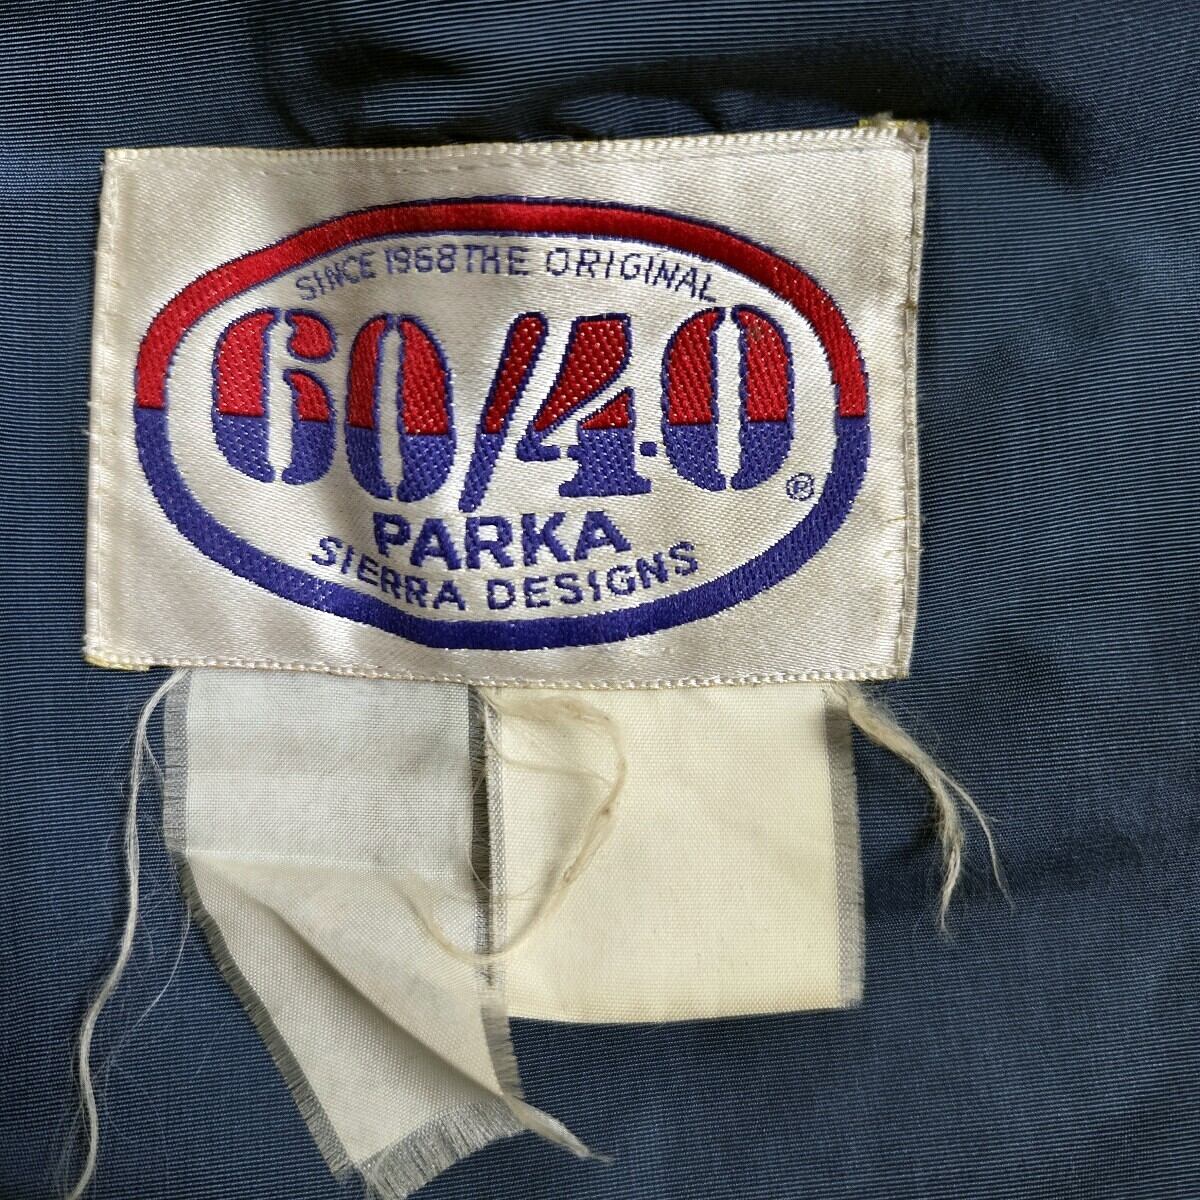 SINCE 1968 THE ORIGINAL
60/40 ®
PARKA
SIERRA DESIGNS